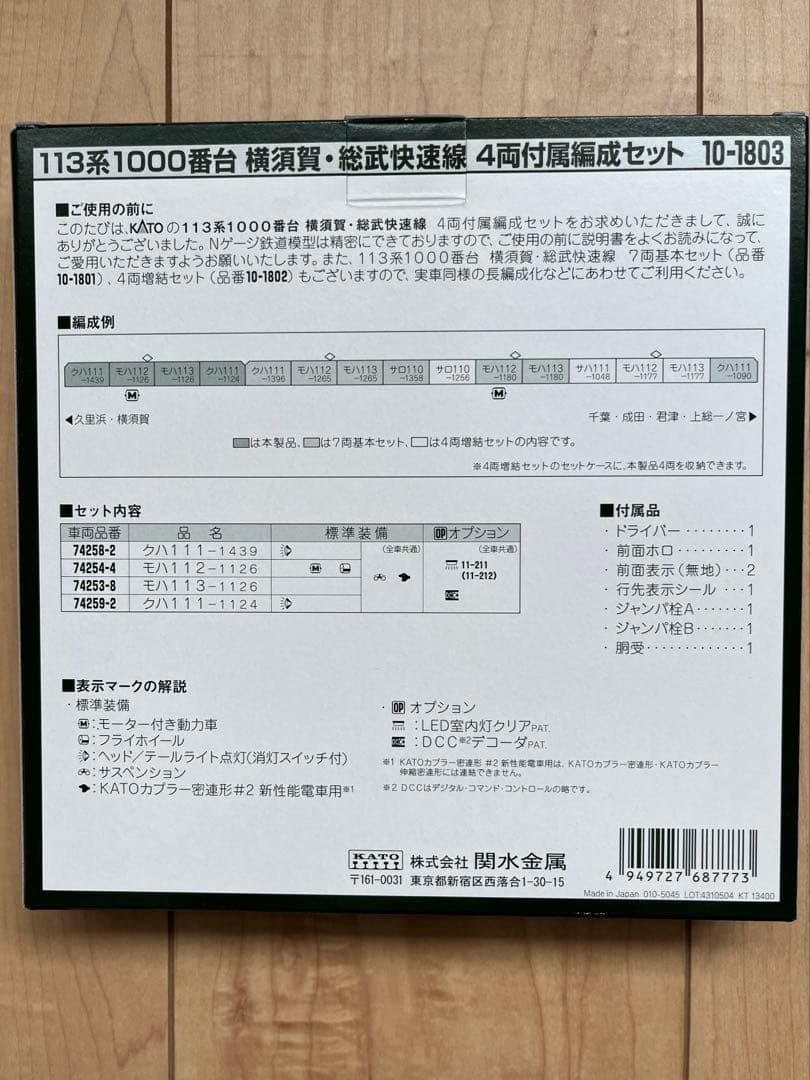 113系1000番台 横須賀・総武快速線 4両付属編成セット 10-1803
■ご使用の前に
このたびは、KATOの113系1000番台 横須賀・総武快速線 4両付属編成セットをお求めいただきまして、誠に
ありがとうございました。Nゲージ鉄道模型は精密にできておりますので、ご使用の前に説明書をよくお読みになって、
ご愛用いただきますようお願いいたします。また、113系1000番台 横須賀・総武快速線 7両基本セット（品番
10-1801）、4両増結セット（品番10-1802）もございますので、実車同様の長編成化などにあわせてご利用ください。
■編成例
クハ111 モハ112 モハ113 クハ111 クハ111 モハ112 モハ113 サロ110 サロ110 モハ112 モハ113 サハ111 モハ112 モハ113 クハ111
-1439 -1126 -1126 -1124 -1396 -1265 -1265 -1358 -1256 -1180 -1180 -1048 -1177 -1177 -1090
M M
◀久里浜・横須賀 千葉・成田・君津・上総一ノ宮▶
は本製品、は7両基本セット、は4両増結セットの内容です。
※4両増結セットのセットケースに、本製品4両を収納できます。
■セット内容
車両品番 品 名 標準装備 OPオプション
74258-2 クハ111-1439 (全車共通) (全車共通)
74254-4 モハ112-1126 M 11-211
(11-212)
74253-8 モハ113-1126
74259-2 クハ111-1124
■付属品
・ドライバー········1
・前面ホロ·········1
・前面表示（無地）···2
・行先表示シール ···1
・ジャンパ栓A·······1
・ジャンパ栓B·······1
・胴受·············1
■表示マークの解説
・標準装備
M：モーター付き動力車
：フライホイール
：ヘッド／テールライト点灯(消灯スイッチ付)
：サスペンション
：KATOカプラー密連形#2 新性能電車用※1
・OP オプション
：LED室内灯クリアPAT.
：DCC※2デコーダPAT.
※1 KATOカプラー密連形 #2 新性能電車用は、KATOカプラー密連形・KATOカプラー
伸縮密連形には連結できません。
※2 DCCはデジタル・コマンド・コントロールの略です。
KATO 株式会社 関水金属
〒161-0031 東京都新宿区西落合1-30-15
4 949727 687773
Made in Japan 010-5045 LOT:4310504 KT 13400